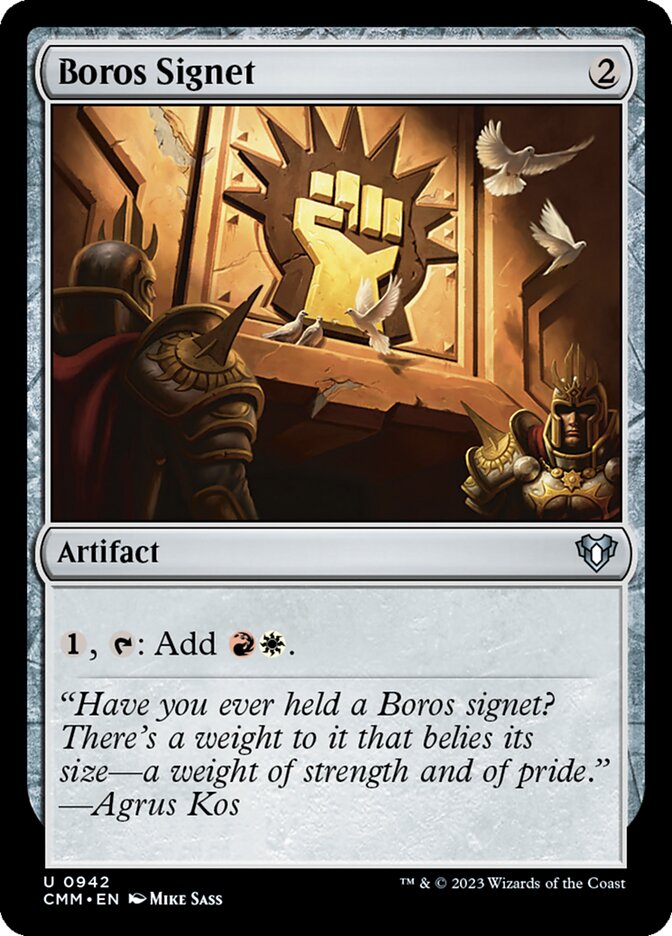 Boros Signet 2
Artifact
1, : Add .
“Have you ever held a Boros signet?
There’s a weight to it that belies its
size—a weight of strength and of pride.”
—Agrus Kos
U 0942
CMM • EN Mike Sass
™ & © 2023 Wizards of the Coast